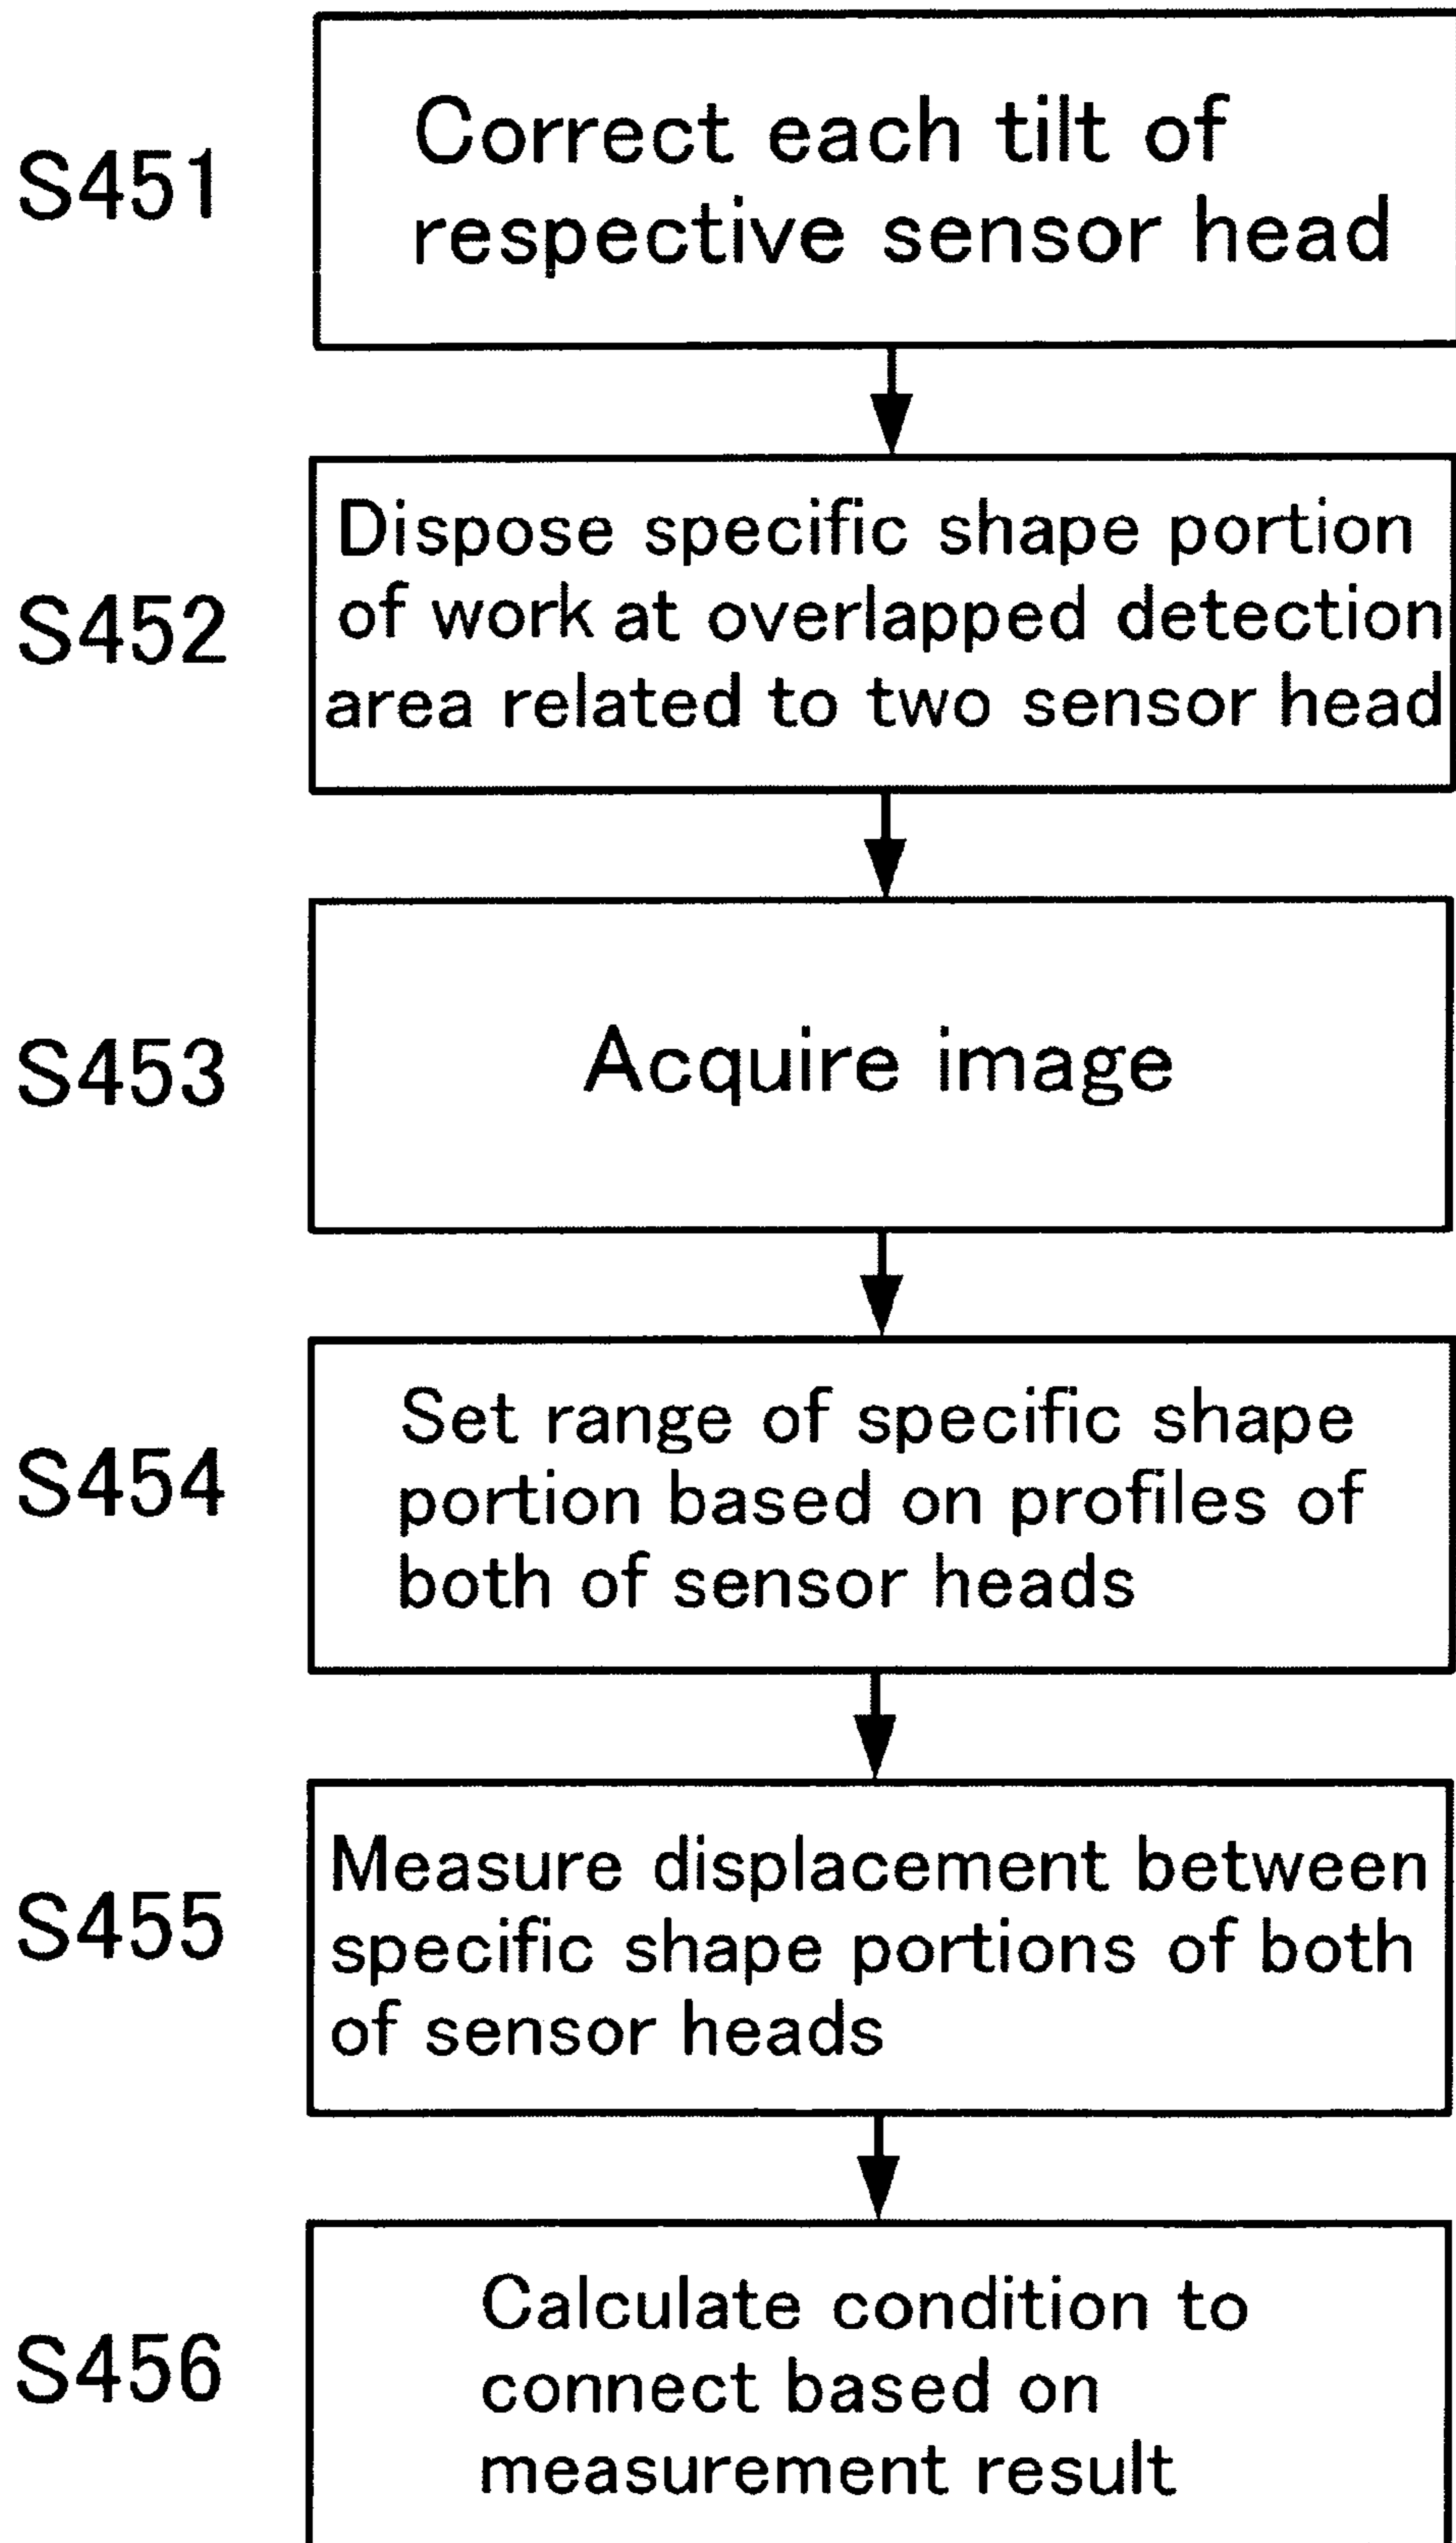 S451
Correct each tilt of
respective sensor head
S452
Dispose specific shape portion
of work at overlapped detection
area related to two sensor head
S453
Acquire image
S454
Set range of specific shape
portion based on profiles of
both of sensor heads
S455
Measure displacement between
specific shape portions of both
of sensor heads
S456
Calculate condition to
connect based on
measurement result